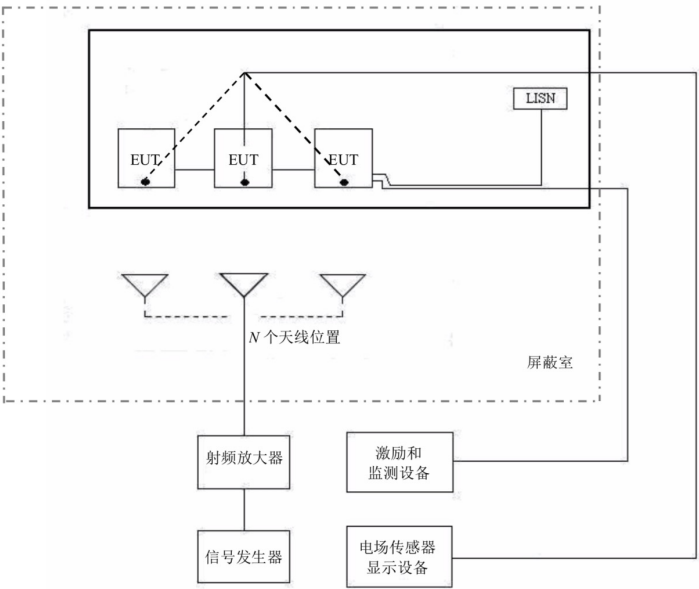 LISN
EUT
EUT
EUT
N 个天线位置
屏蔽室
射频放大器
激励和
监测设备
信号发生器
电场传感器
显示设备